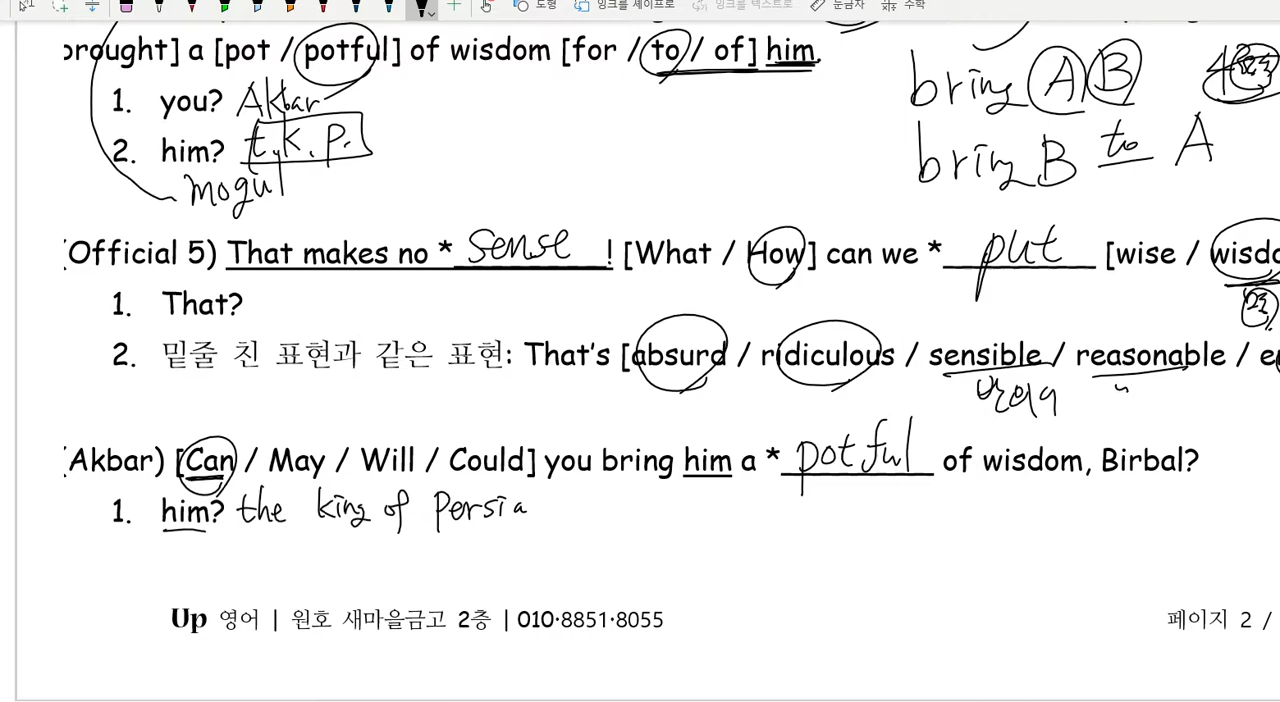 도형 잉크를 셰이프로 잉크를 텍스트로 눈금자 수학
brought] a [pot / potful] of wisdom [for / to / of] him.
bring A B
1. you? Akbar
bring B to A
2. him? t.K.P.
mogul
(Official 5) That makes no * sense ! [What / How] can we * put [wise /
1. That?
2. 밑줄 친 표현과 같은 표현: That's [absurd / ridiculous / sensible / reasonable /
(Akbar) [Can / May / Will / Could] you bring him a * potful of wisdom, Birbal?
1. him? the king of Persia
Up 영어 | 원호 새마을금고 2층 | 010·8851·8055
페이지 2 /